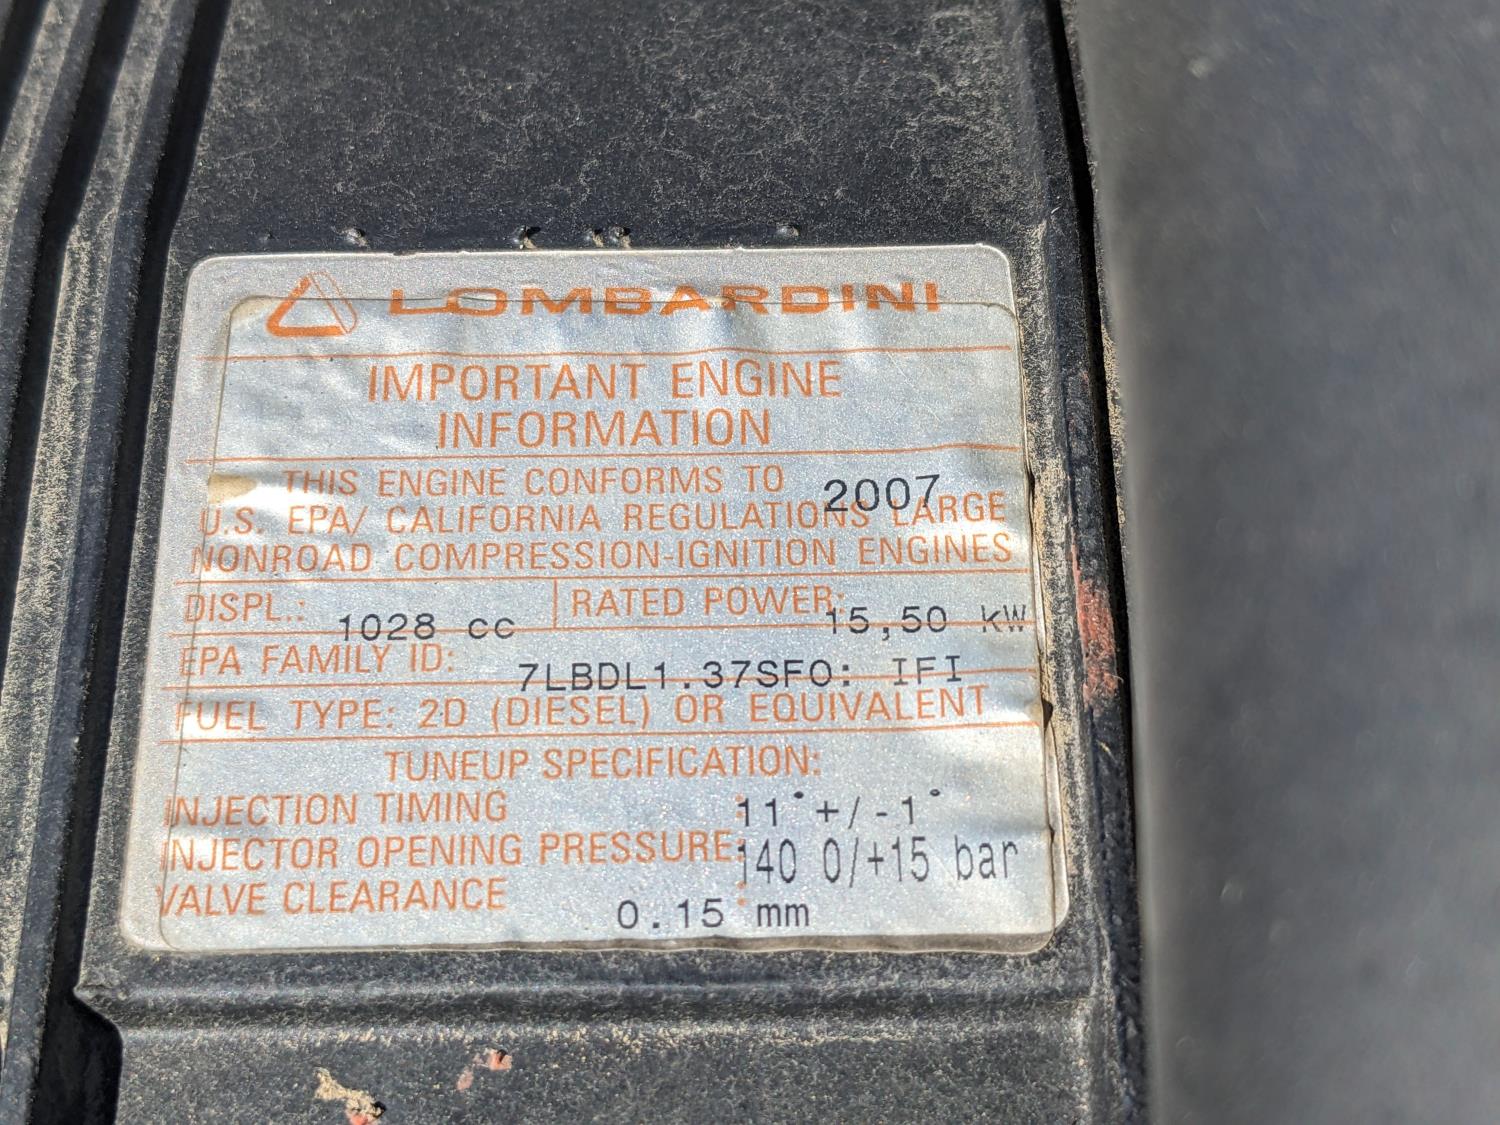 LOMBARDINI
IMPORTANT ENGINE
INFORMATION
THIS ENGINE CONFORMS TO 2007
U.S. EPA/ CALIFORNIA REGULATIONS LARGE
NONROAD COMPRESSION-IGNITION ENGINES
DISPL.: 1028 cc RATED POWER: 15,50 kW
EPA FAMILY ID: 7LBDL1.37SFO: IFI
FUEL TYPE: 2D (DIESEL) OR EQUIVALENT
TUNEUP SPECIFICATION:
INJECTION TIMING : 11°+/-1°
INJECTOR OPENING PRESSURE: 140 0/+15 bar
VALVE CLEARANCE : 0.15 mm